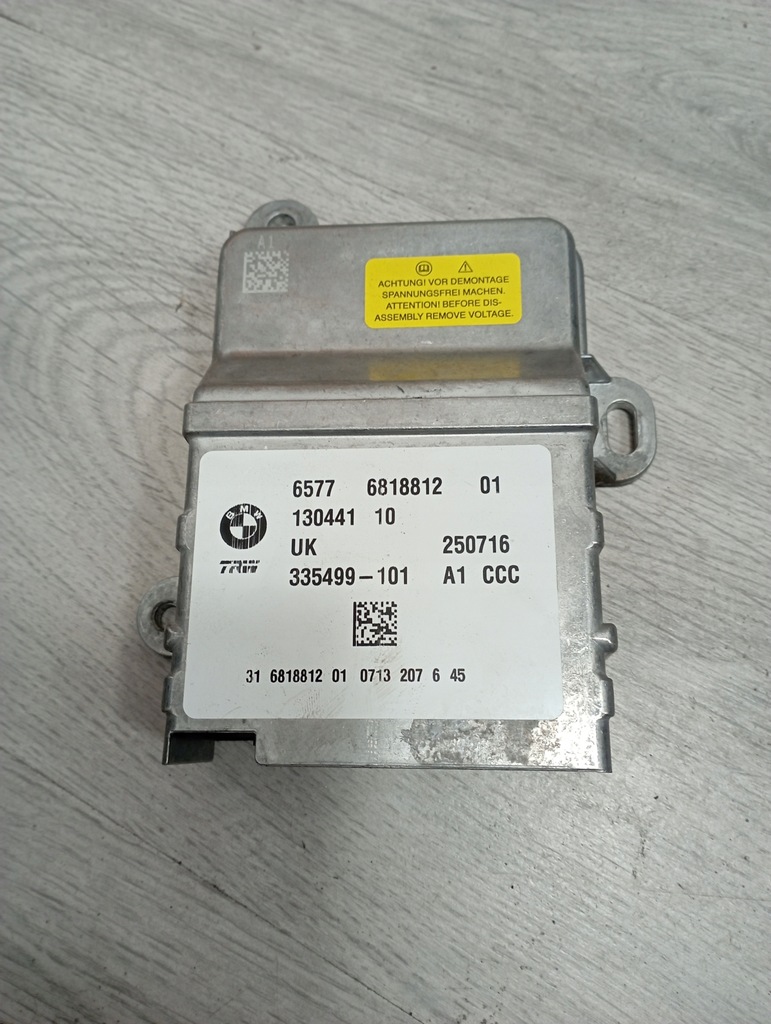 A1
ACHTUNG! VOR DEMONTAGE
SPANNUNGSFREI MACHEN.
ATTENTION! BEFORE DIS-
ASSEMBLY REMOVE VOLTAGE.
6577 6818812 01
BMW
130441 10
UK 250716
TRW
335499-101 A1 CCC
31 6818812 01 0713 207 6 45